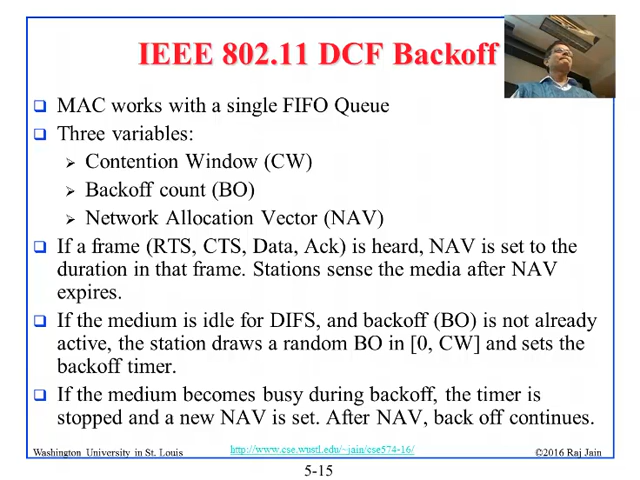 IEEE 802.11 DCF Backoff
MAC works with a single FIFO Queue
Three variables:
Contention Window (CW)
Backoff count (BO)
Network Allocation Vector (NAV)
If a frame (RTS, CTS, Data, Ack) is heard, NAV is set to the
duration in that frame. Stations sense the media after NAV
expires.
If the medium is idle for DIFS, and backoff (BO) is not already
active, the station draws a random BO in [0, CW] and sets the
backoff timer.
If the medium becomes busy during backoff, the timer is
stopped and a new NAV is set. After NAV, back off continues.
Washington University in St. Louis
http://www.cse.wustl.edu/~jain/cse574-16/
©2016 Raj Jain
5-15